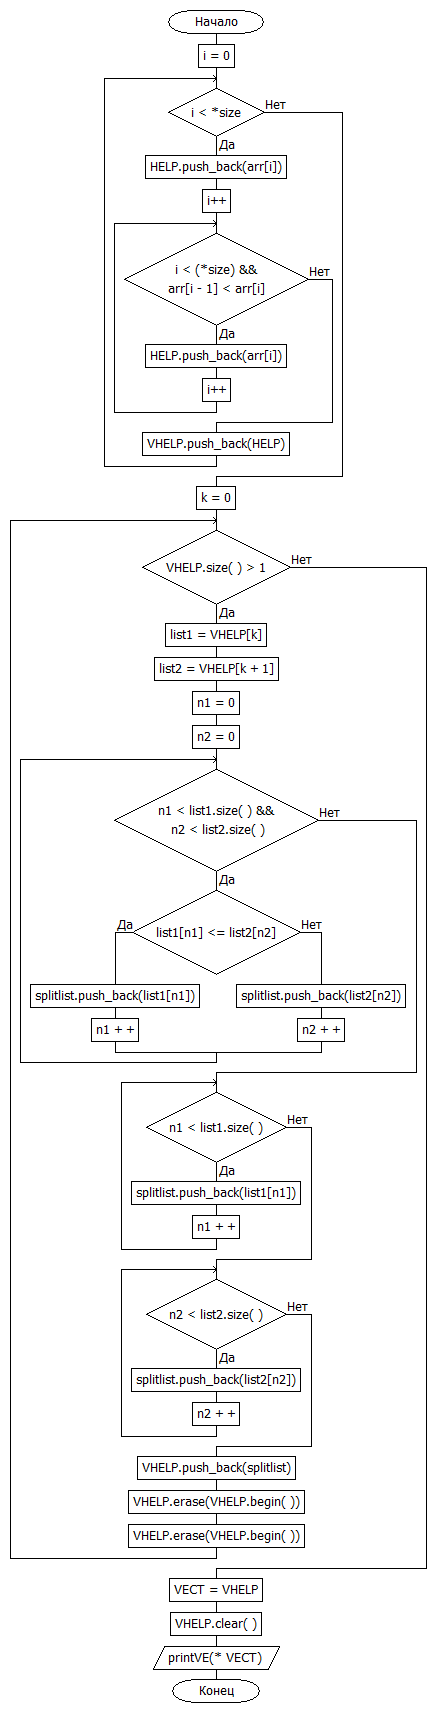 Начало
i = 0
i < *size
Нет
Да
HELP.push_back(arr[i])
i++
i < (*size) &&
arr[i - 1] < arr[i]
Нет
Да
HELP.push_back(arr[i])
i++
VHELP.push_back(HELP)
k = 0
VHELP.size( ) > 1
Нет
Да
list1 = VHELP[k]
list2 = VHELP[k + 1]
n1 = 0
n2 = 0
n1 < list1.size( ) &&
n2 < list2.size( )
Нет
Да
list1[n1] <= list2[n2]
Да
Нет
splitlist.push_back(list1[n1])
splitlist.push_back(list2[n2])
n1 + +
n2 + +
n1 < list1.size( )
Нет
Да
splitlist.push_back(list1[n1])
n1 + +
n2 < list2.size( )
Нет
Да
splitlist.push_back(list2[n2])
n2 + +
VHELP.push_back(splitlist)
VHELP.erase(VHELP.begin( ))
VHELP.erase(VHELP.begin( ))
VECT = VHELP
VHELP.clear( )
printVE(* VECT)
Конец